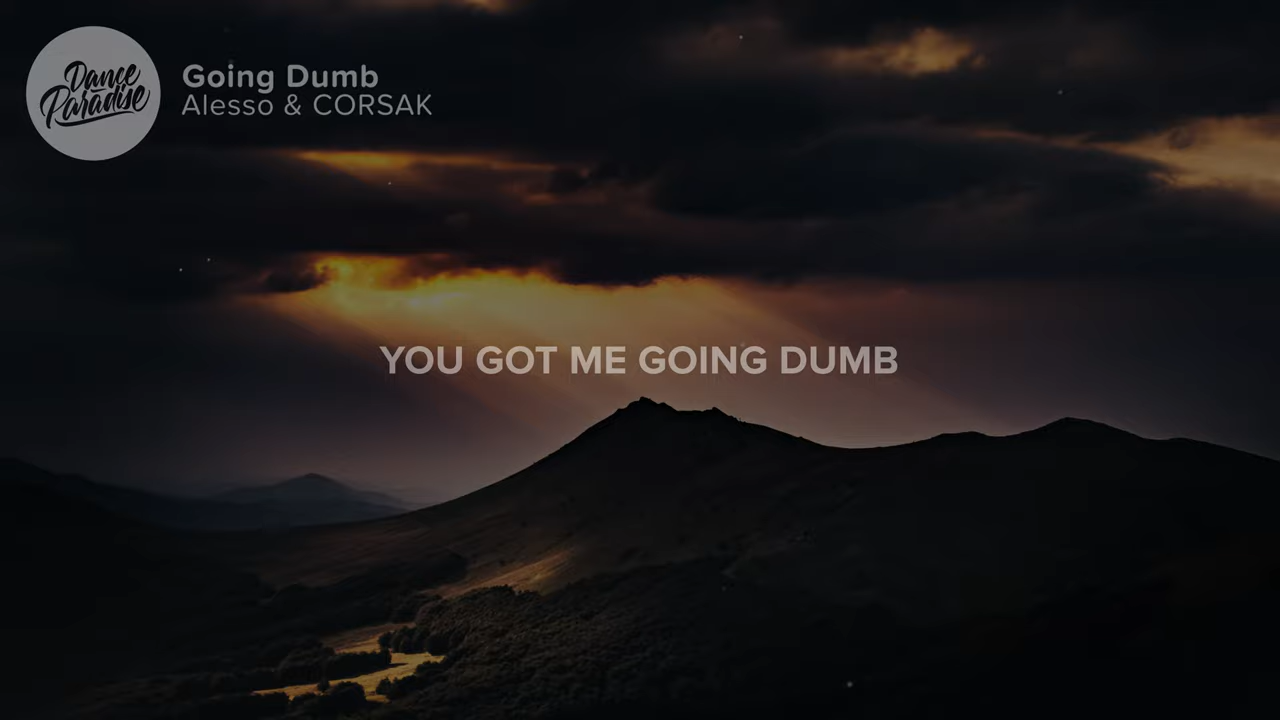 Dance
Paradise
Going Dumb
Alesso & CORSAK
YOU GOT ME GOING DUMB